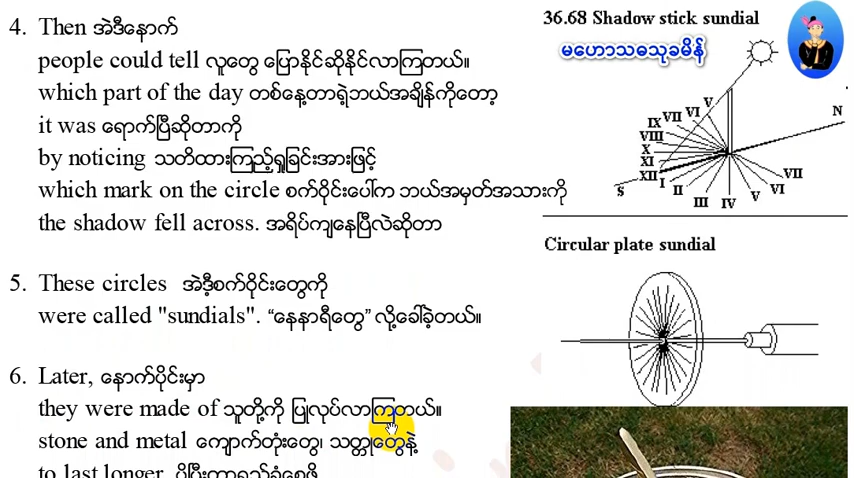 4. Then အဲဒီနောက်
people could tell လူတွေ ပြောနိုင်ဆိုနိုင်လာကြတယ်။
which part of the day တစ်နေ့တာရဲ့ဘယ်အချိန်ကိုတော့
it was ရောက်ပြီဆိုတာကို
by noticing သတိထားကြည့်ရှုခြင်းအားဖြင့်
which mark on the circle စက်ဝိုင်းပေါ်က ဘယ်အမှတ်အသားကို
the shadow fell across. အရိပ်ကျနေပြီလဲဆိုတာ
5. These circles အဲဒီ့စက်ဝိုင်းတွေကို
were called "sundials". “နေနာရီတွေ” လို့ခေါ်ခဲ့တယ်။
6. Later, နောက်ပိုင်းမှာ
they were made of သူတို့ကို ပြုလုပ်လာကြတယ်။
stone and metal ကျောက်တုံးတွေ၊ သတ္တုတွေနဲ့
to last longer
36.68 Shadow stick sundial
မဟောသဓသုခမိန်
N
V
VI
VII
IX
VIII
X
XI
XII
I
II
III
IV
V
VI
VII
S
Circular plate sundial